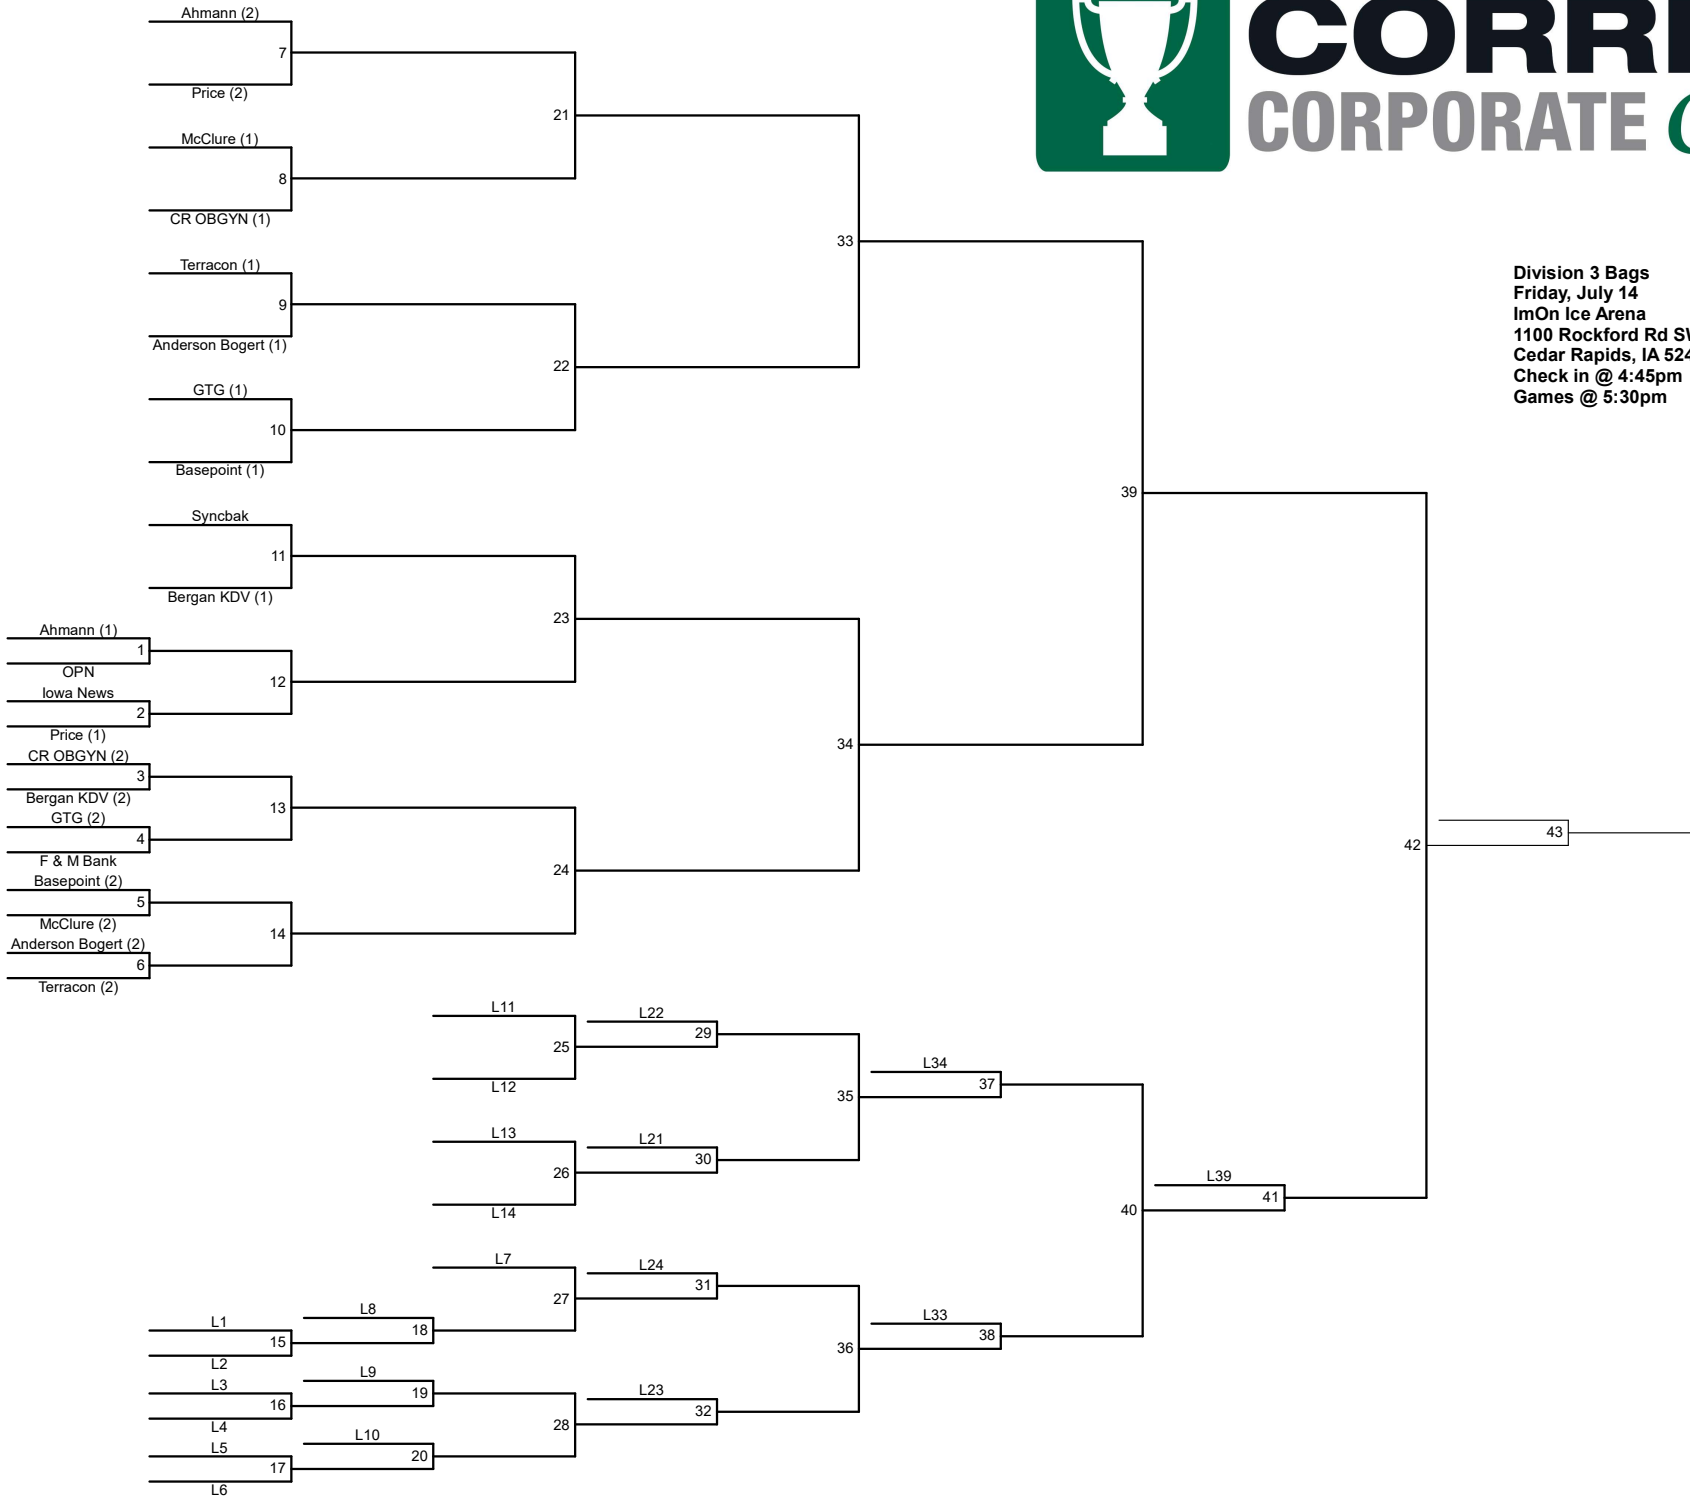 Ahmann (2)
7
Price (2)
21
McClure (1)
8
CR OBGYN (1)
33
Terracon (1)
9
Anderson Bogert (1)
22
GTG (1)
10
Basepoint (1)
39
Syncbak
11
Bergan KDV (1)
23
Ahmann (1)
1
OPN
12
Iowa News
2
Price (1)
34
CR OBGYN (2)
3
Bergan KDV (2)
13
GTG (2)
4
F & M Bank
24
Basepoint (2)
5
McClure (2)
14
Anderson Bogert (2)
6
Terracon (2)
42
43
CORPORATE
Division 3 Bags
Friday, July 14
ImOn Ice Arena
1100 Rockford Rd
Cedar Rapids, IA
Check in @ 4:45pm
Games @ 5:30pm
L11
25
L12
L22
29
35
L34
37
L13
26
L14
L21
30
40
L39
41
L7
27
L24
31
L8
18
L1
15
L2
36
L33
38
L9
19
L3
16
L4
28
L23
32
L10
20
L5
17
L6